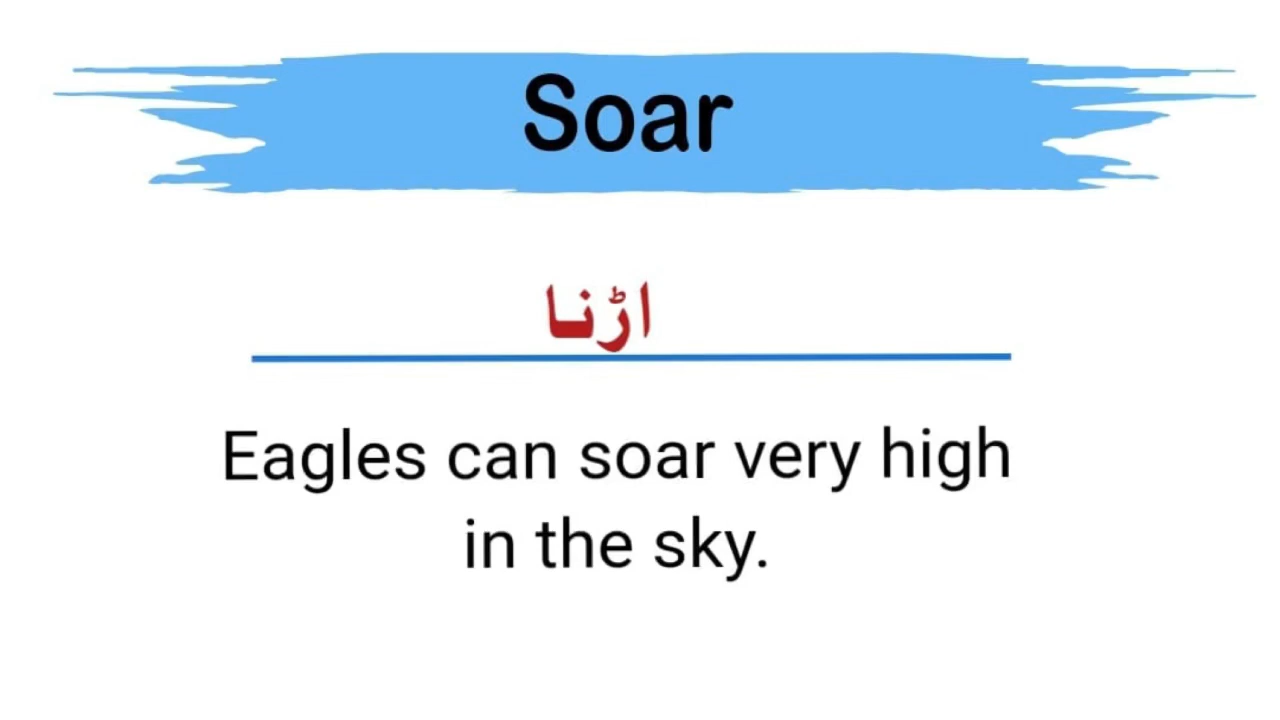 Soar
اڑنا
Eagles can soar very high
in the sky.